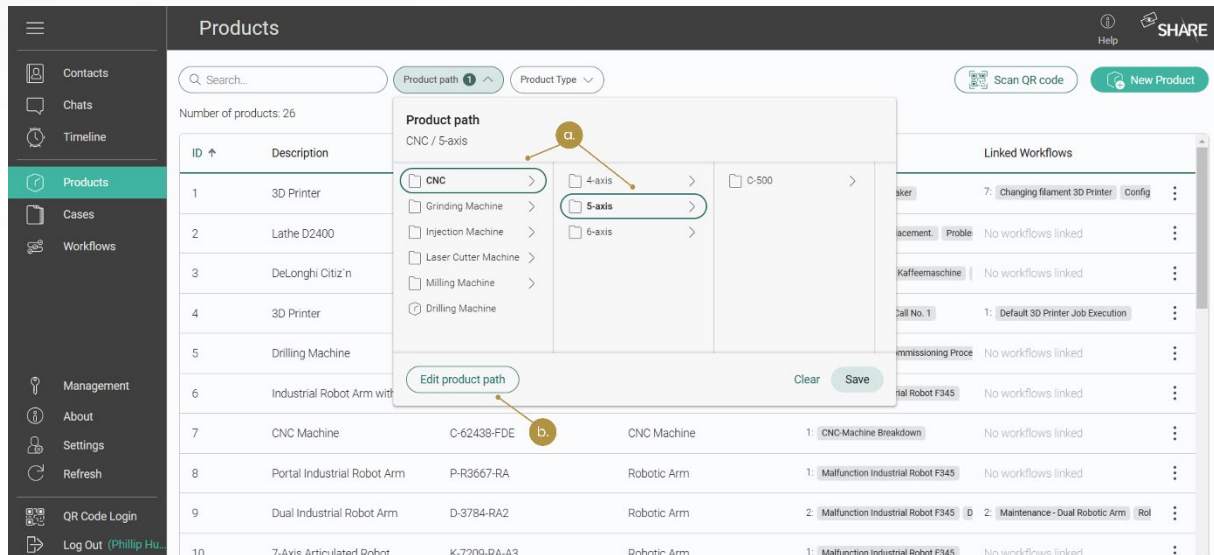 Products
Help
SHARE
Contacts
Chats
Timeline
Products
Cases
Workflows
Management
About
Settings
Refresh
QR Code Login
Log Out (Phillip Hu...
Search...
Product path 1
Product Type
Scan QR code
New Product
Number of products: 26
Product path
CNC / 5-axis
a.
CNC
Grinding Machine
Injection Machine
Laser Cutter Machine
Milling Machine
Drilling Machine
4-axis
5-axis
6-axis
C-500
Edit product path
Clear
Save
b.
ID Description Linked Workflows
1 3D Printer 7: Changing filament 3D Printer Config
2 Lathe D2400 No workflows linked
3 DeLonghi Citiz`n Kaffeemaschine No workflows linked
4 3D Printer Call No. 1 1: Default 3D Printer Job Execution
5 Drilling Machine No workflows linked
6 Industrial Robot Arm Robot F345 No workflows linked
7 CNC Machine C-62438-FDE CNC Machine 1: CNC-Machine Breakdown No workflows linked
8 Portal Industrial Robot Arm P-R3667-RA Robotic Arm 1: Malfunction Industrial Robot F345 No workflows linked
9 Dual Industrial Robot Arm D-3784-RA2 Robotic Arm 2: Malfunction Industrial Robot F345 D 2: Maintenance - Dual Robotic Arm Rol
10 7-Axis Articulated Robot K-7209-RA-A3 Robotic Arm 1: Malfunction Industrial Robot F345 No workflows linked